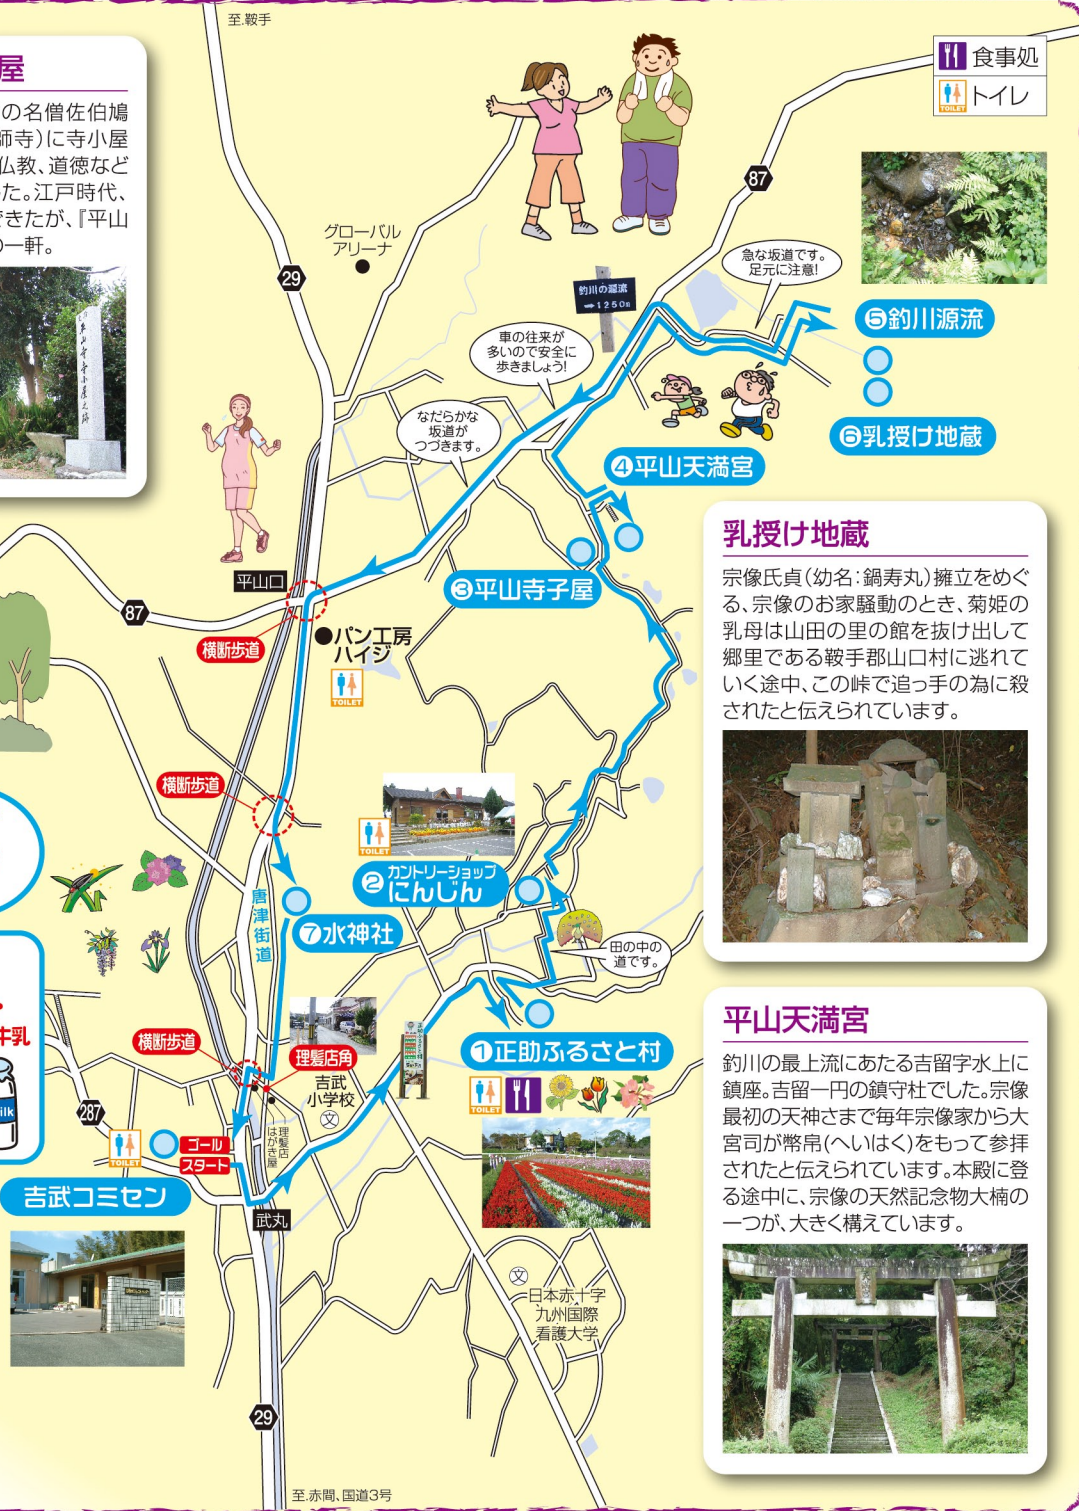 至.鞍手
食事処
トイレ
TOILET
屋
の名僧佐伯鳩
師寺)に寺小屋
仏教、道徳など
た。江戸時代、
できたが、『平山
の一軒。
87
29
グローバル
アリーナ
急な坂道です。
足元に注意!
釣川の源流
→1250m
⑤釣川源流
⑥乳授け地蔵
車の往来が
多いので安全に
歩きましょう!
なだらかな
坂道が
つづきます。
④平山天満宮
③平山寺子屋
平山口
87
横断歩道
パン工房
ハイジ
TOILET
乳授け地蔵
宗像氏貞(幼名:鍋寿丸)擁立をめぐ
る、宗像のお家騒動のとき、菊姫の
乳母は山田の里の館を抜け出して
郷里である鞍手郡山口村に逃れて
いく途中、この峠で追っ手の為に殺
されたと伝えられています。
横断歩道
TOILET
②カントリーショップ
にんじん
唐津街道
⑦水神社
田の中の
道です。
牛乳
ilk
横断歩道
理髪店角
吉武
小学校
文
①正助ふるさと村
TOILET
287
TOILET
ゴール
スタート
理髪店
はがき屋
吉武コミセン
武丸
平山天満宮
釣川の最上流にあたる吉留字水上に
鎮座。吉留一円の鎮守杜でした。宗像
最初の天神さまで毎年宗像家から大
宮司が幣帛(へいはく)をもって参拝
されたと伝えられています。本殿に登
る途中に、宗像の天然記念物大楠の
一つが、大きく構えています。
文
日本赤十字
九州国際
看護大学
29
至.赤間、国道3号